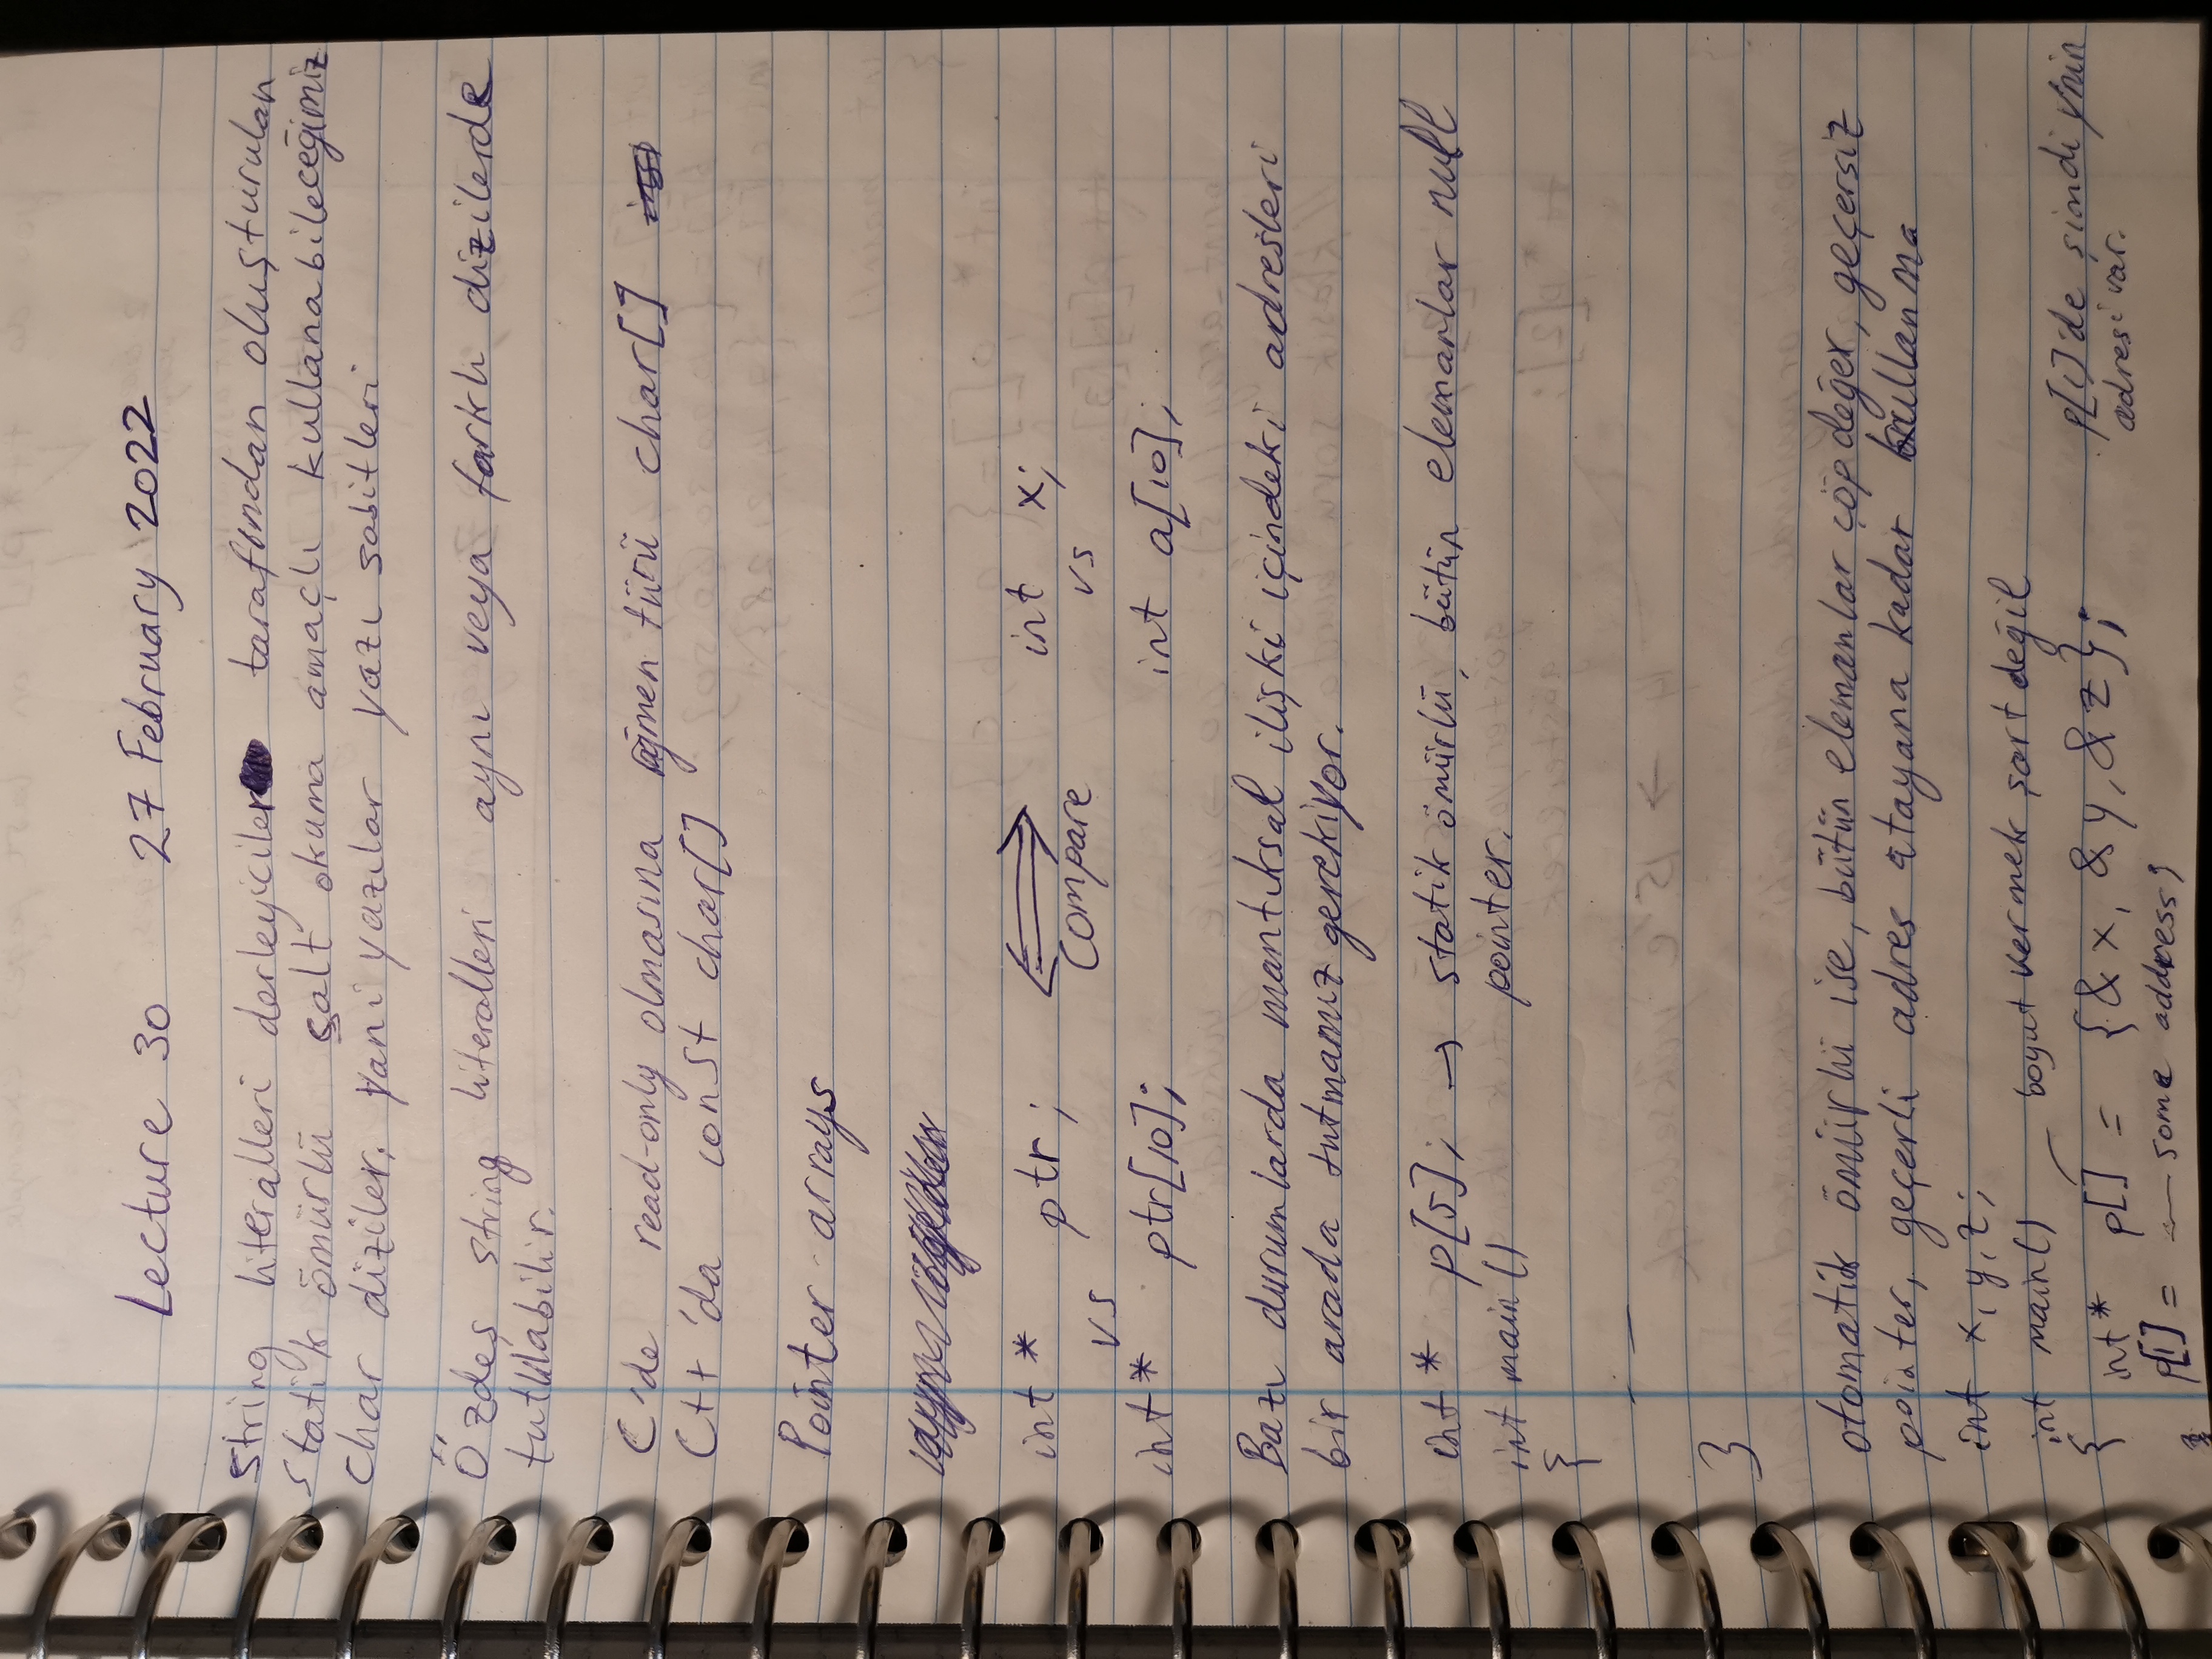 Lecture 30 27 February 2022
string literalleri derleyiciler tarafından oluşturulan
statik ömürlü salt okuma amaçlı kullanabileceğimiz
char diziler. yani yazılar yazı sabitleri
Özdeş string literalleri aynı veya farklı dizilerde
tutulabilir.
C'de read-only olmasına rağmen türü char[]
C++'da const char[]
Pointer arrays
int * ptr; Compare int x;
vs vs
int* ptr[10]; int a[10];
Bazı durumlarda mantıksal ilişki içindeki adresleri
bir arada tutmamız gerekiyor.
int * p[5]; → statik ömürlü, bütün elemanlar null
int main() pointer.
{
}
otomatik ömürlü ise, bütün elemanlar çöp değer, geçersiz
pointer, geçerli adres atayana kadar kullanma
int x, y, z;
int main() boyut vermek şart değil
{ int* p[] = {&x, &y, &z}; p[1]'de şimdi y'nin
adresi var.
p[1] = some address;